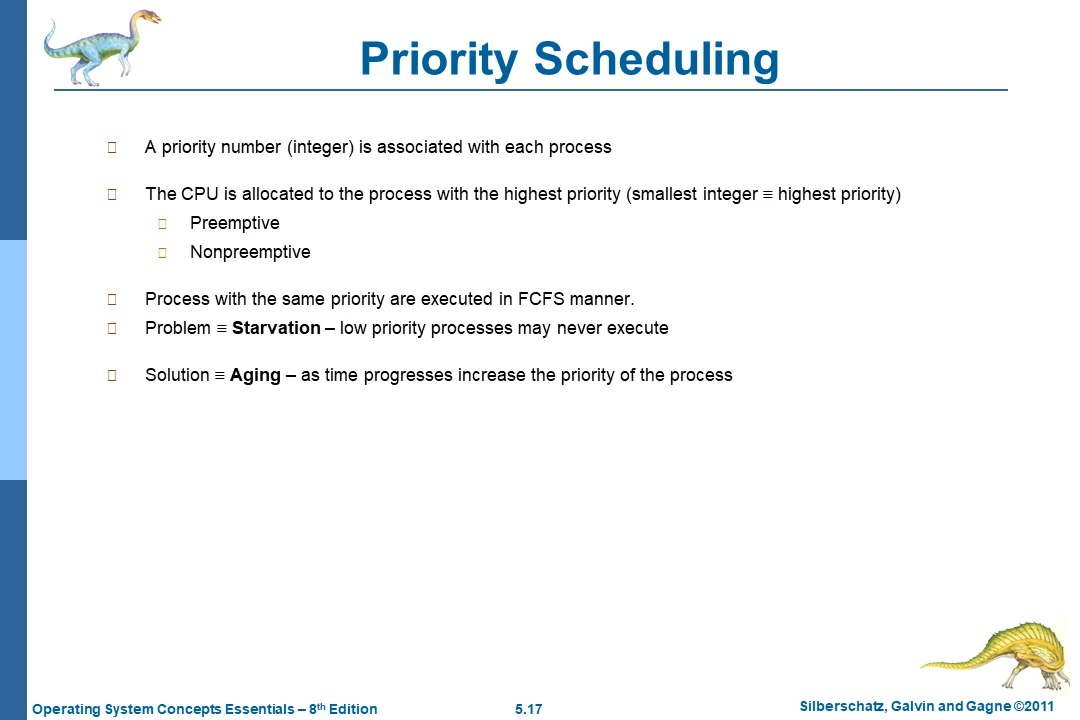 Priority Scheduling
A priority number (integer) is associated with each process
The CPU is allocated to the process with the highest priority (smallest integer ≡ highest priority)
Preemptive
Nonpreemptive
Process with the same priority are executed in FCFS manner.
Problem ≡ Starvation – low priority processes may never execute
Solution ≡ Aging – as time progresses increase the priority of the process
Operating System Concepts Essentials – 8th Edition
5.17
Silberschatz, Galvin and Gagne ©2011